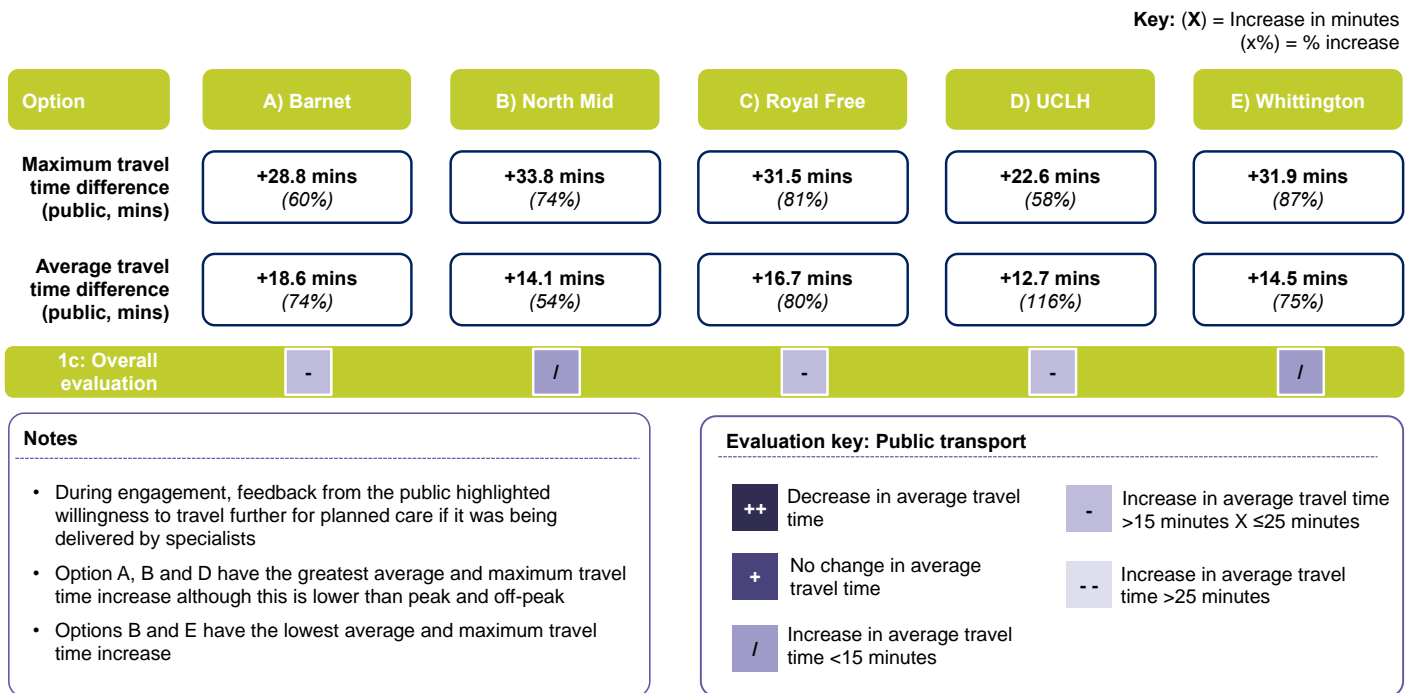 Key: (X) = Increase in minutes
(x%) = % increase
Option
A) Barnet
B) North Mid
C) Royal Free
D) UCLH
E) Whittington
Maximum travel
time difference
(public, mins)
+28.8 mins
(60%)
+33.8 mins
(74%)
+31.5 mins
(81%)
+22.6 mins
(58%)
+31.9 mins
(87%)
Average travel
time difference
(public, mins)
+18.6 mins
(74%)
+14.1 mins
(54%)
+16.7 mins
(80%)
+12.7 mins
(116%)
+14.5 mins
(75%)
1c: Overall
evaluation
-
/
-
-
/
Notes
• During engagement, feedback from the public highlighted
willingness to travel further for planned care if it was being
delivered by specialists
• Option A, B and D have the greatest average and maximum travel
time increase although this is lower than peak and off-peak
• Options B and E have the lowest average and maximum travel
time increase
Evaluation key: Public transport
++
Decrease in average travel
time
+
No change in average
travel time
/
Increase in average travel
time <15 minutes
-
Increase in average travel time
>15 minutes X ≤25 minutes
- -
Increase in average travel
time >25 minutes